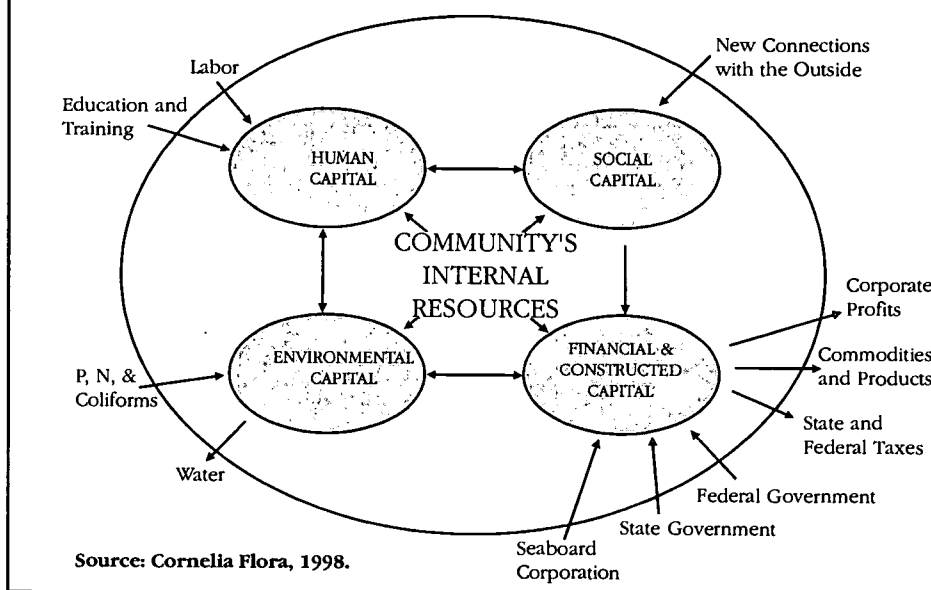 New Connections
with the Outside
Labor
Education and
Training
HUMAN
CAPITAL
SOCIAL
CAPITAL
COMMUNITY'S
INTERNAL
RESOURCES
Corporate
Profits
ENVIRONMENTAL
CAPITAL
FINANCIAL &
CONSTRUCTED
CAPITAL
Commodities
and Products
P, N, &
Coliforms
State and
Federal Taxes
Water
Federal Government
State Government
Seaboard
Corporation
Source: Cornelia Flora, 1998.